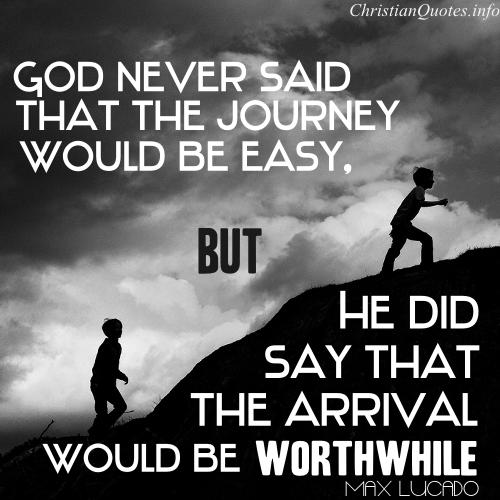 ChristianQuotes.info
GOD NEVER SAID
THAT THE JOURNEY
WOULD BE EASY,
BUT
HE DID
SAY THAT
THE ARRIVAL
WOULD BE WORTHWHILE
MAX LUCADO